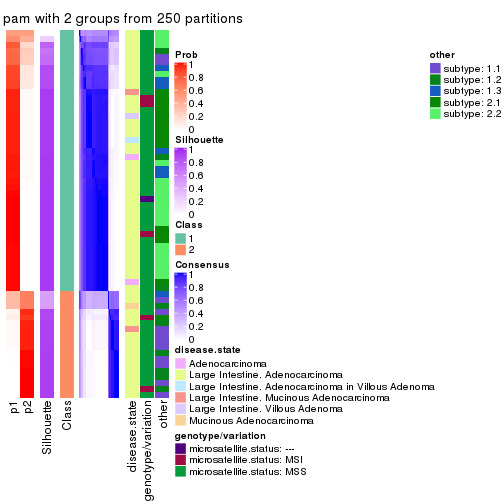 pam with 2 groups from 250 partitions
Prob
1
0.8
0.6
0.4
0.2
0
Silhouette
1
0.8
0.6
0.4
0.2
0
Class
1
2
Consensus
1
0.8
0.6
0.4
0.2
0
disease.state
Adenocarcinoma
Large Intestine. Adenocarcinoma
Large Intestine. Adenocarcinoma in Villous Adenoma
Large Intestine. Mucinous Adenocarcinoma
Large Intestine. Villous Adenoma
Mucinous Adenocarcinoma
genotype/variation
microsatellite.status: ---
microsatellite.status: MSI
microsatellite.status: MSS
other
subtype: 1.1
subtype: 1.2
subtype: 1.3
subtype: 2.1
subtype: 2.2
p1
p2
Silhouette
Class
disease.state
genotype/variation
other